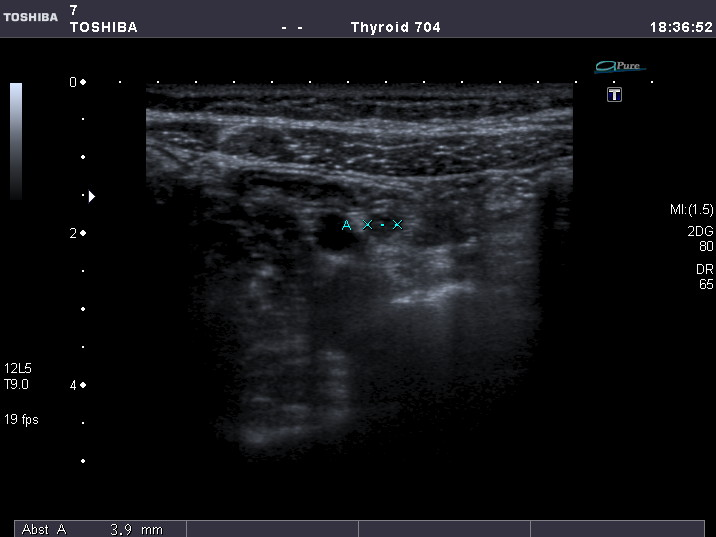 TOSHIBA
7
TOSHIBA
- -
Thyroid 704
18:36:52
APure
T
0
2
4
A
MI:(1.5)
2DG
80
DR
65
12L5
T9.0
19 fps
Abst A 3.9 mm